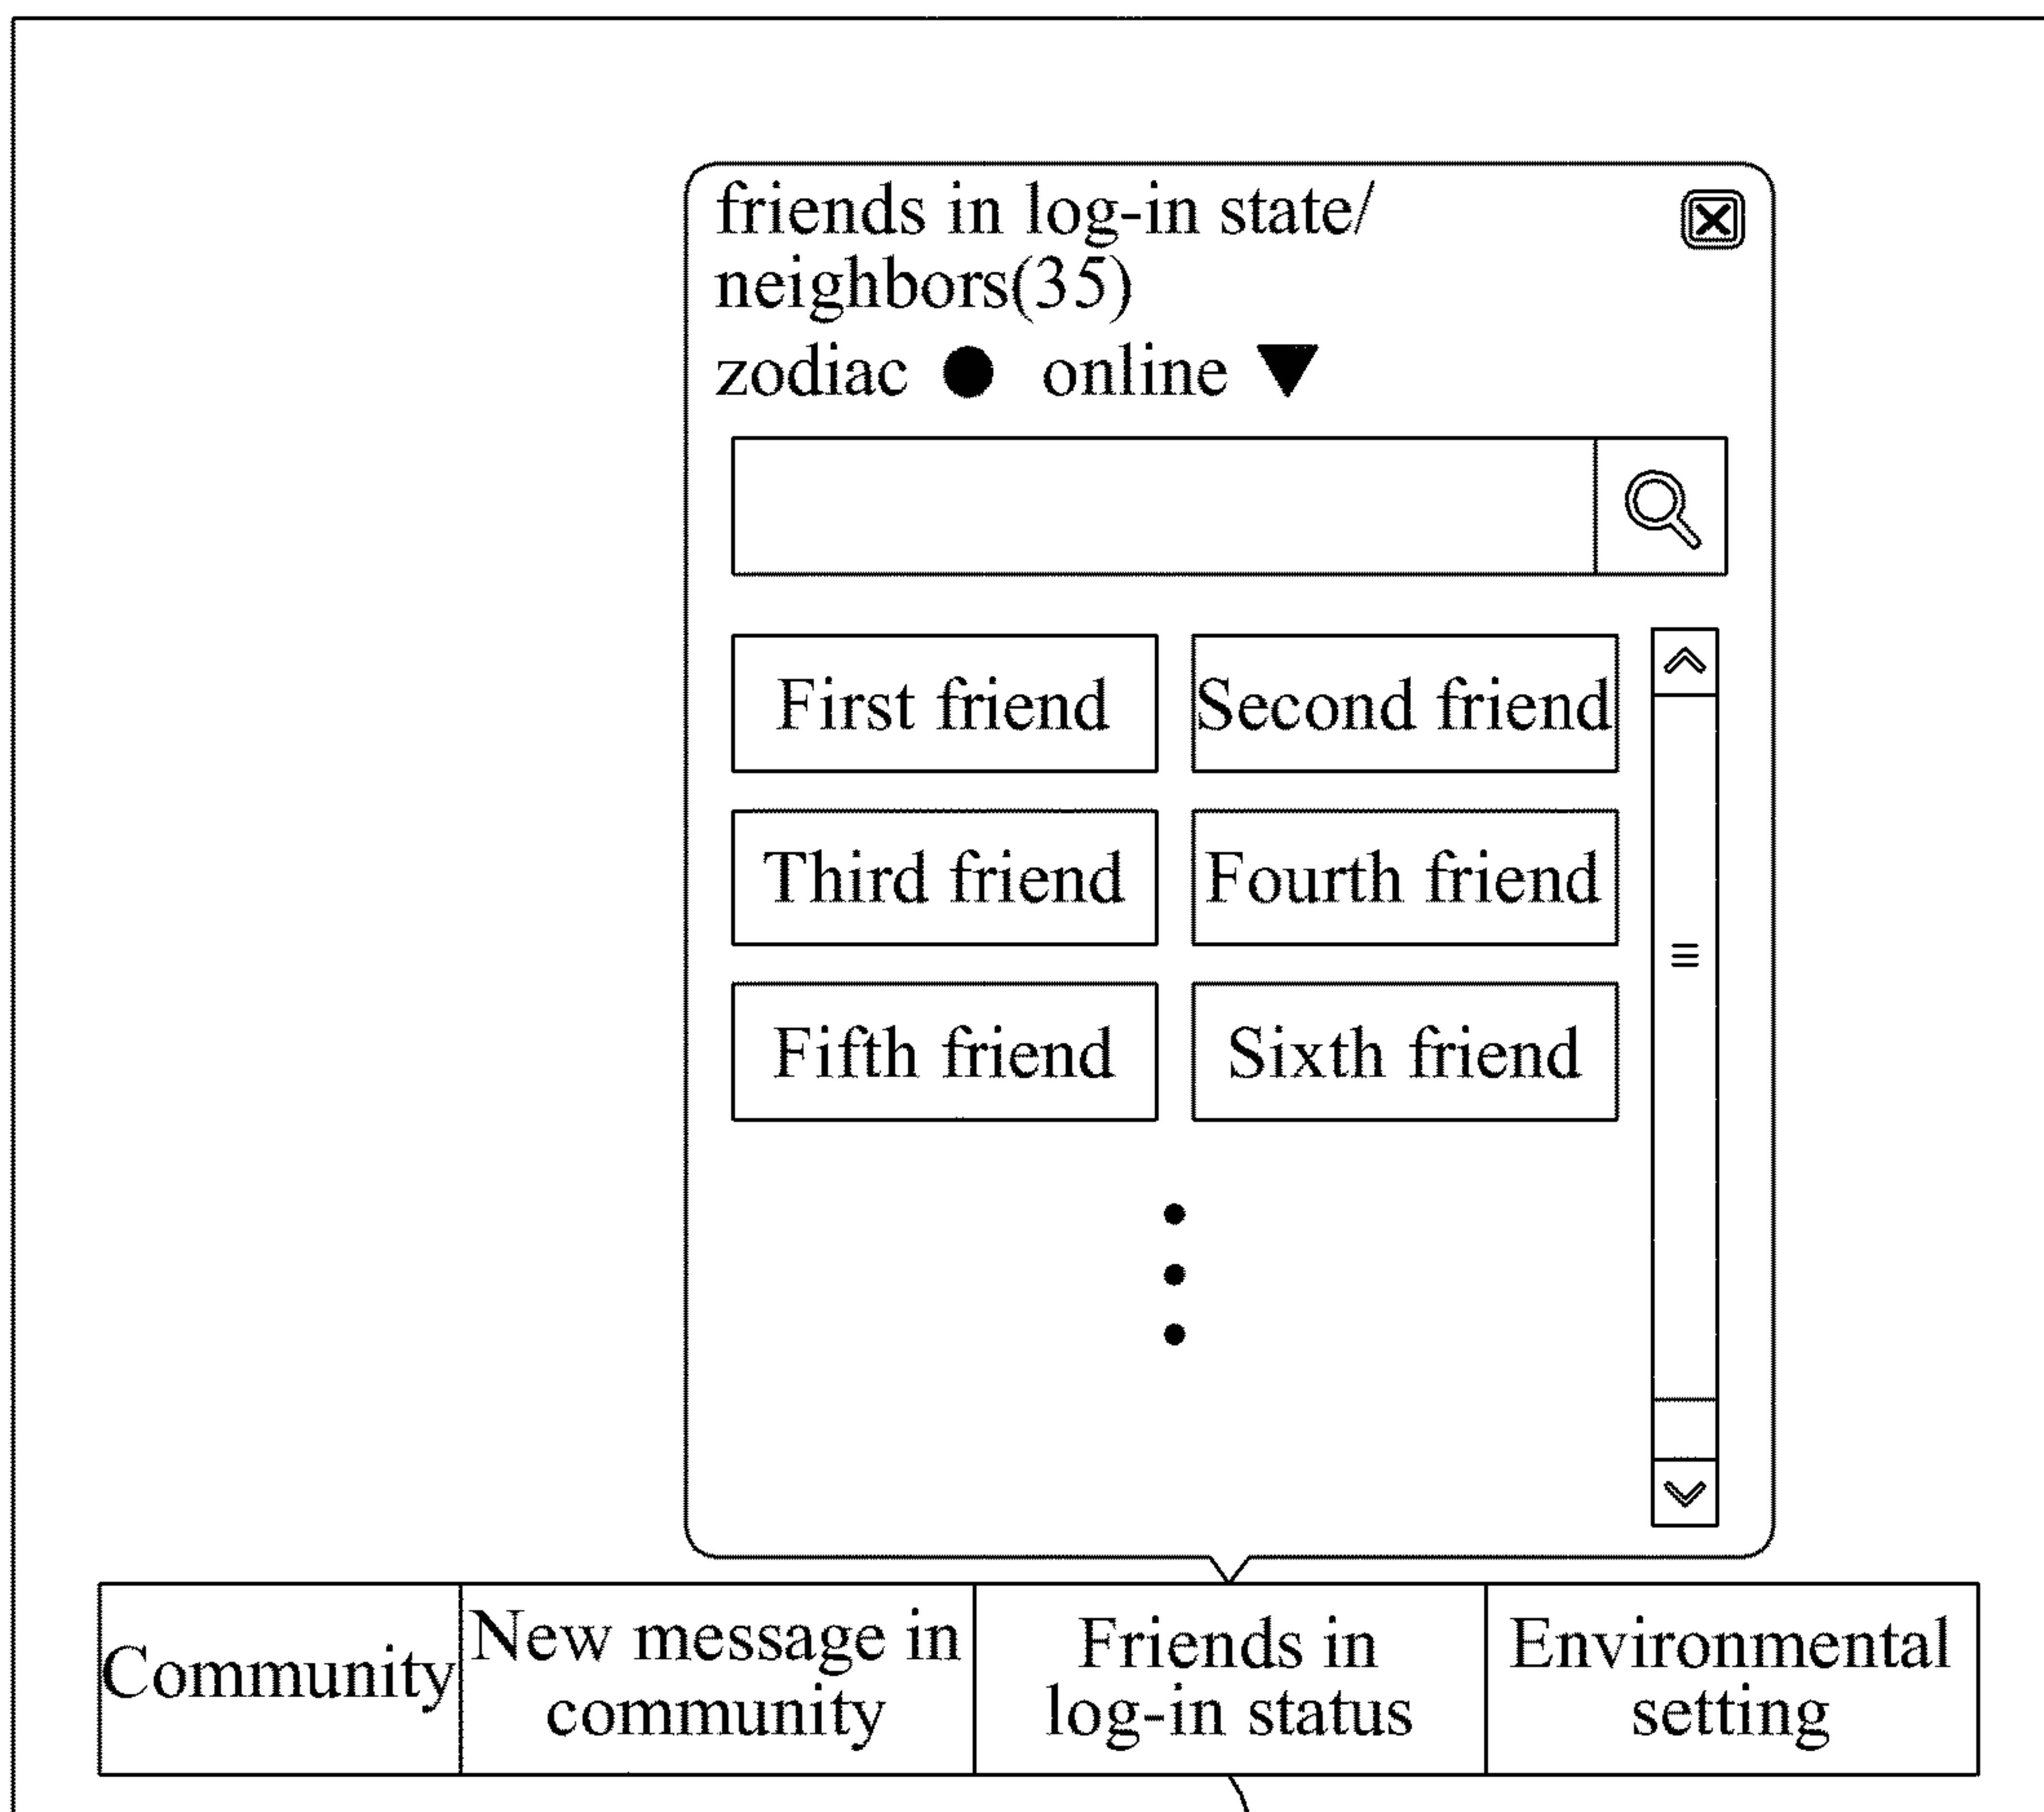 friends in log-in state/
neighbors(35)
zodiac ● online ▼
First friend
Second friend
Third friend
Fourth friend
Fifth friend
Sixth friend
Community
New message in
community
Friends in
log-in status
Environmental
setting